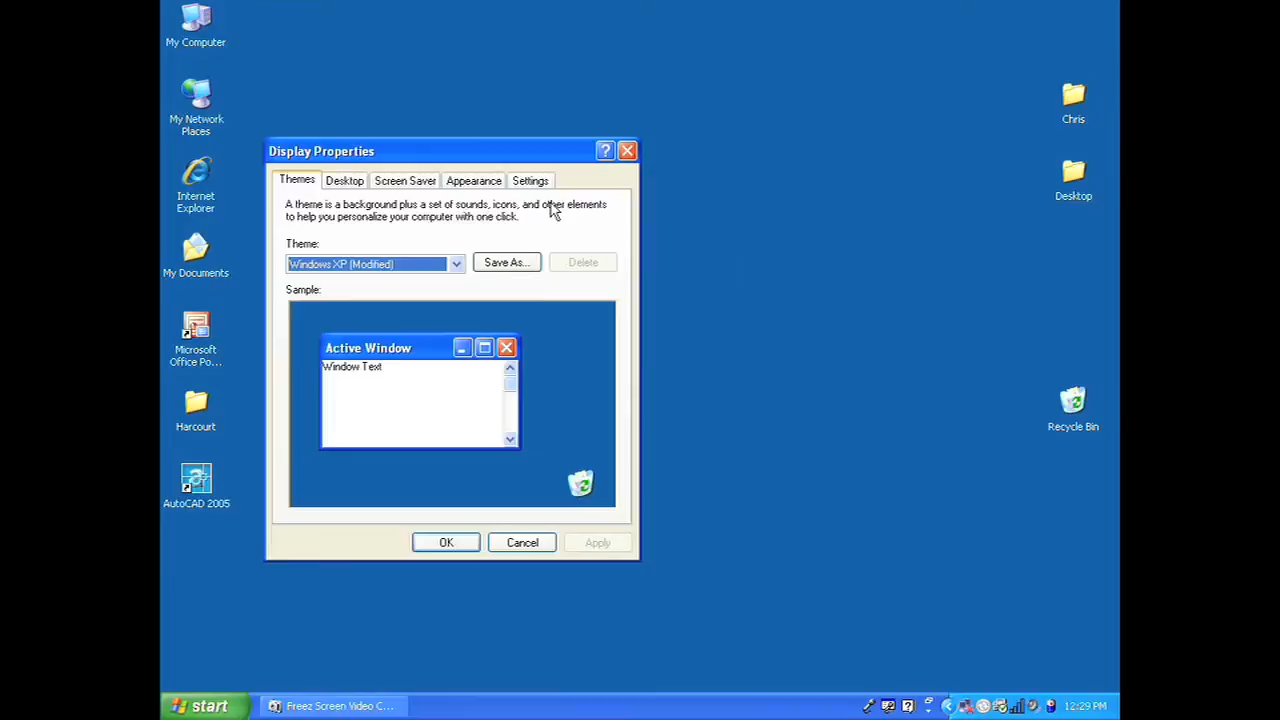 My Computer
My Network
Places
Internet
Explorer
My Documents
Microsoft
Office Po...
Harcourt
AutoCAD 2005
Chris
Desktop
Recycle Bin
Display Properties
Themes
Desktop
Screen Saver
Appearance
Settings
A theme is a background plus a set of sounds, icons, and other elements
to help you personalize your computer with one click.
Theme:
Windows XP (Modified)
Save As...
Delete
Sample:
Active Window
Window Text
OK
Cancel
Apply
start
Freez Screen Video C...
12:29 PM